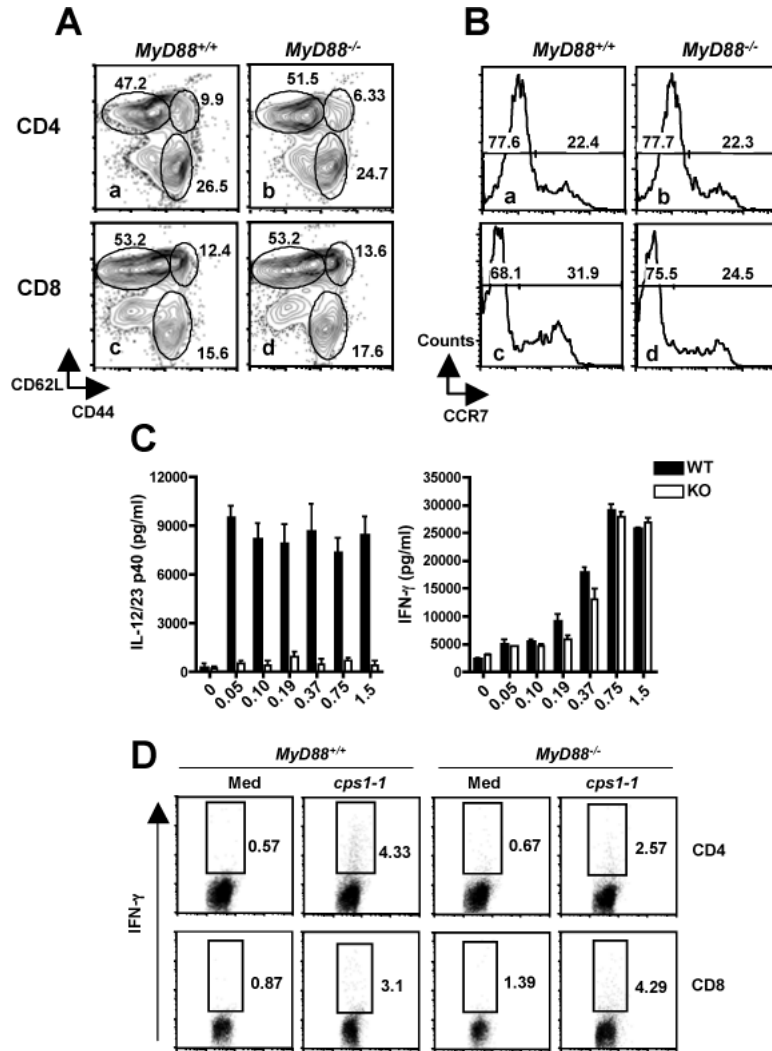 A
B
MyD88+/+
MyD88-/-
MyD88+/+
MyD88-/-
CD4
47.2
9.9
26.5
a
51.5
6.33
24.7
b
77.6
22.4
a
77.7
22.3
b
CD8
53.2
12.4
15.6
c
53.2
13.6
17.6
d
68.1
31.9
c
75.5
24.5
d
CD62L
CD44
Counts
CCR7
C
IL-12/23 p40 (pg/ml)
12000
9000
6000
3000
0
0 0.05 0.10 0.19 0.37 0.75 1.5
IFN-γ (pg/ml)
35000
30000
25000
20000
15000
10000
5000
0
0 0.05 0.10 0.19 0.37 0.75 1.5
WT
KO
D
MyD88+/+
MyD88-/-
Med
cps1-1
Med
cps1-1
IFN-γ
0.57
4.33
0.67
2.57
CD4
0.87
3.1
1.39
4.29
CD8